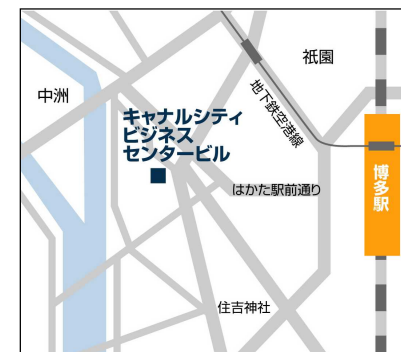 祇園
中洲
地下鉄空港線
キャナルシティ
ビジネス
センタービル
博多駅
はかた駅前通り
住吉神社